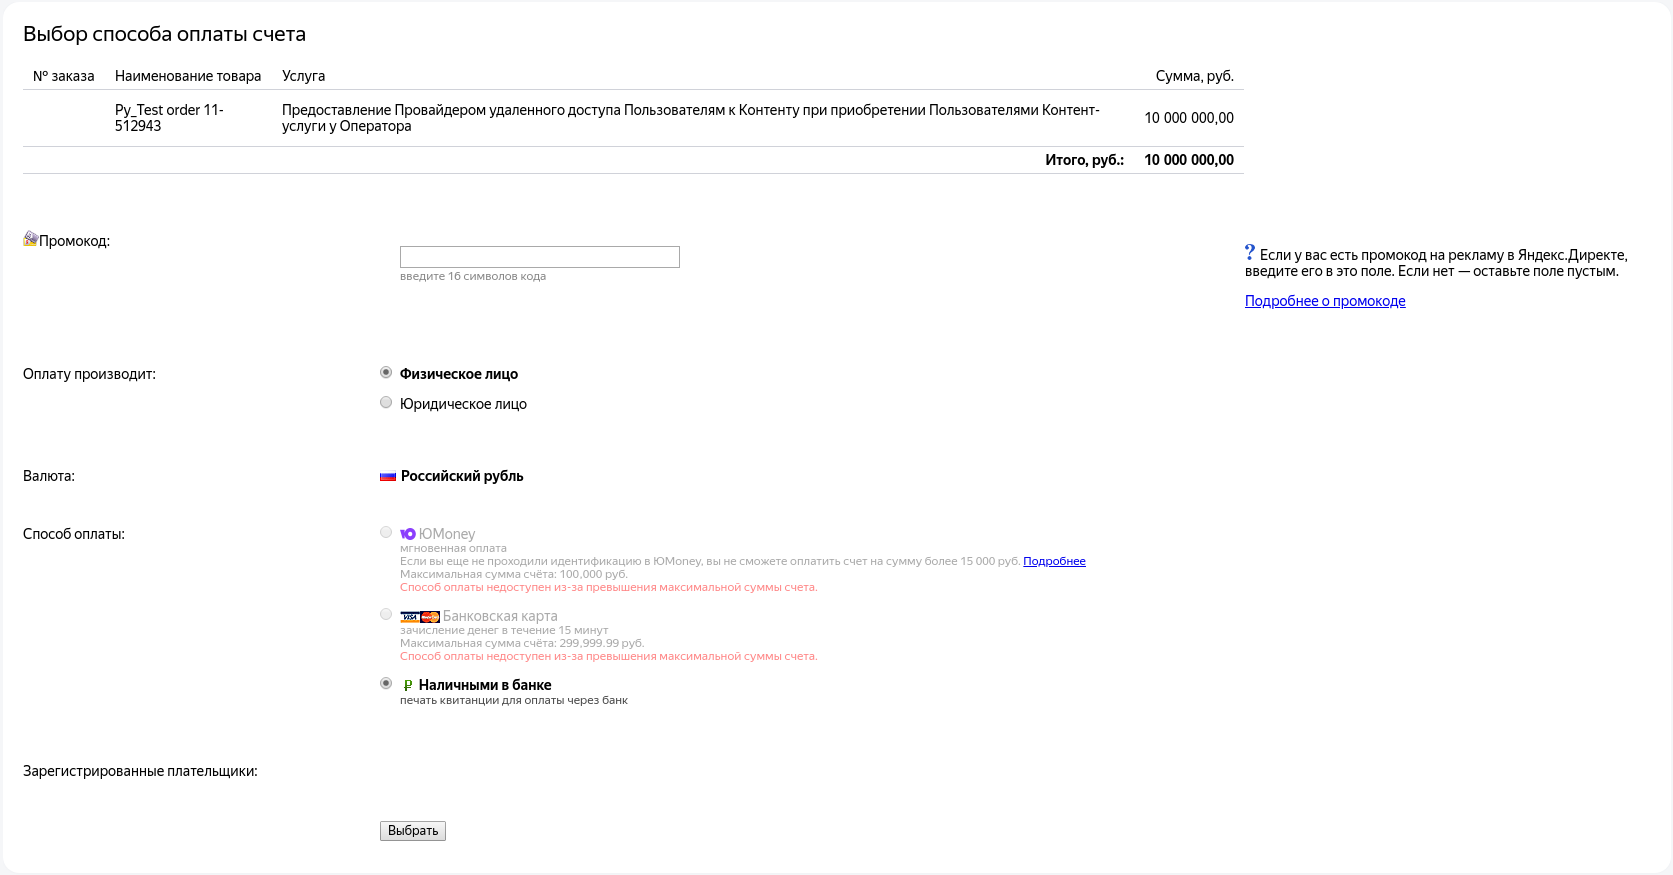 Выбор способа оплаты счета
№ заказа Наименование товара Услуга Сумма, руб.
Py_Test order 11-
512943
Предоставление Провайдером удаленного доступа Пользователям к Контенту при приобретении Пользователями Контент-
услуги у Оператора
10 000 000,00
Итого, руб.: 10 000 000,00
Промокод:
введите 16 символов кода
? Если у вас есть промокод на рекламу в Яндекс.Директе,
введите его в это поле. Если нет — оставьте поле пустым.
Подробнее о промокоде
Оплату производит:
Физическое лицо
Юридическое лицо
Валюта:
Российский рубль
Способ оплаты:
ЮMoney
мгновенная оплата
Если вы еще не проходили идентификацию в ЮMoney, вы не сможете оплатить счет на сумму более 15 000 руб. Подробнее
Максимальная сумма счёта: 100,000 руб.
Способ оплаты недоступен из-за превышения максимальной суммы счета.
VISA Банковская карта
зачисление денег в течение 15 минут
Максимальная сумма счёта: 299,999.99 руб.
Способ оплаты недоступен из-за превышения максимальной суммы счета.
₽ Наличными в банке
печать квитанции для оплаты через банк
Зарегистрированные плательщики:
Выбрать